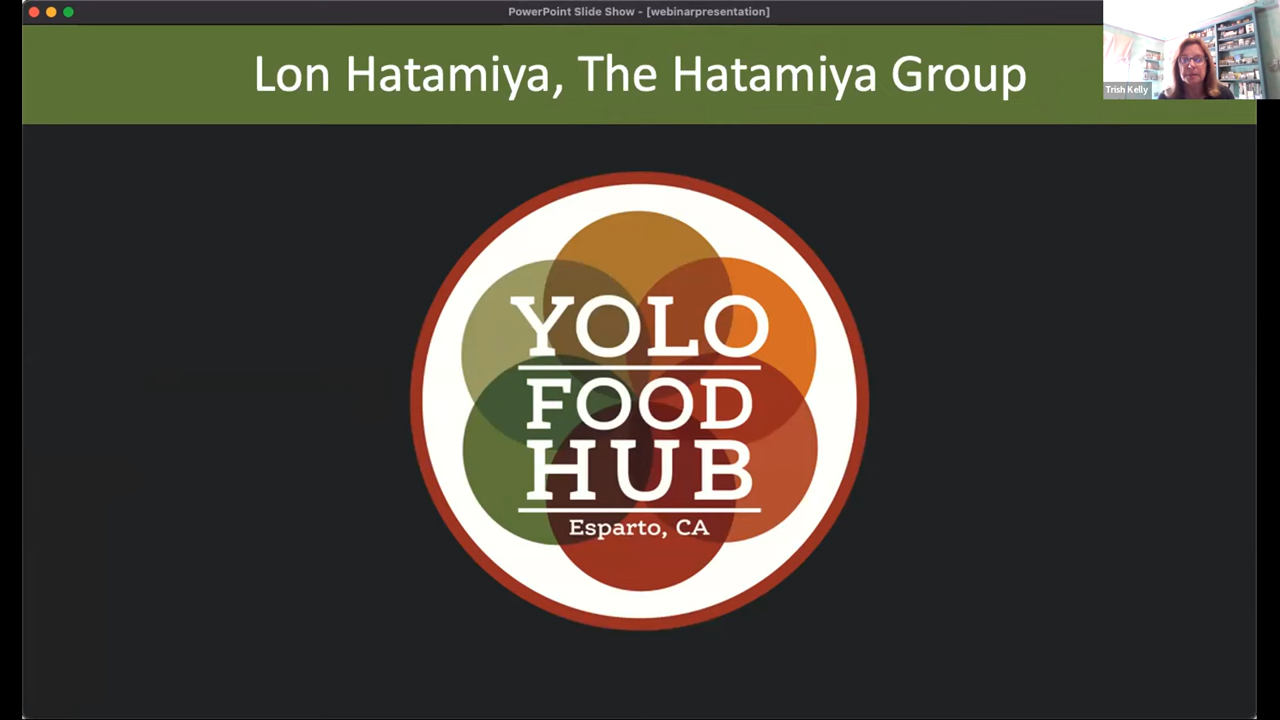 PowerPoint Slide Show - [webinarpresentation]
Lon Hatamiya, The Hatamiya Group
Trish Kelly
YOLO
FOOD
HUB
Esparto, CA